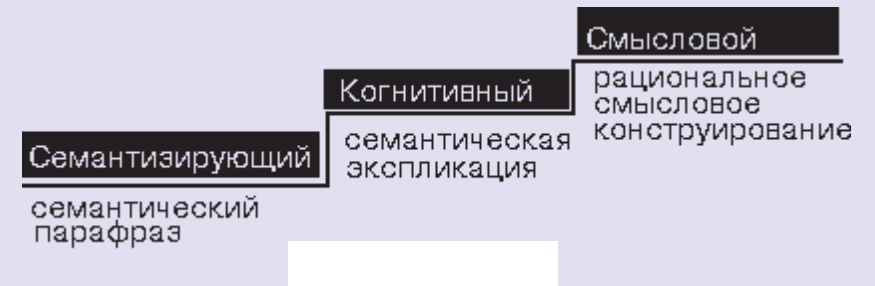 Смысловой
рациональное
смысловое
конструирование
Когнитивный
семантическая
экспликация
Семантизирующий
семантический
парафраз